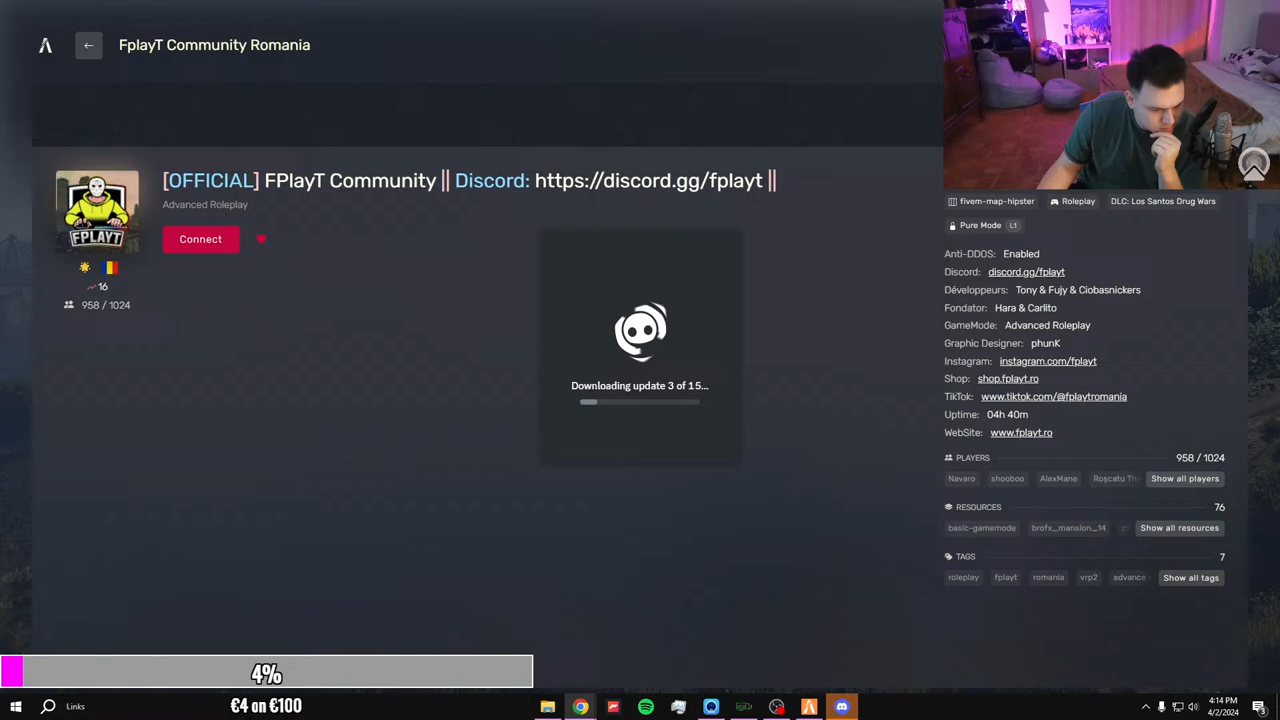 FplayT Community Romania
[OFFICIAL] FPlayT Community || Discord: https://discord.gg/fplayt ||
Advanced Roleplay
Connect
FPLAYT
16
958 / 1024
Downloading update 3 of 15...
fivem-map-hipster Roleplay DLC: Los Santos Drug Wars
Pure Mode L1
Anti-DDOS: Enabled
Discord: discord.gg/fplayt
Développeurs: Tony & Fujy & Ciobasnickers
Fondator: Hara & Carlito
GameMode: Advanced Roleplay
Graphic Designer: phunK
Instagram: instagram.com/fplayt
Shop: shop.fplayt.ro
TikTok: www.tiktok.com/@fplaytromania
Uptime: 04h 40m
WebSite: www.fplayt.ro
PLAYERS 958 / 1024
Navaro shooboo AlexMane Roșcatu Show all players
RESOURCES 76
basic-gamemode brofx_mansion_14 Show all resources
TAGS 7
roleplay fplayt romania vrp2 advance Show all tags
4%
€4 on €100
Links
4:14 PM
4/2/2024
3